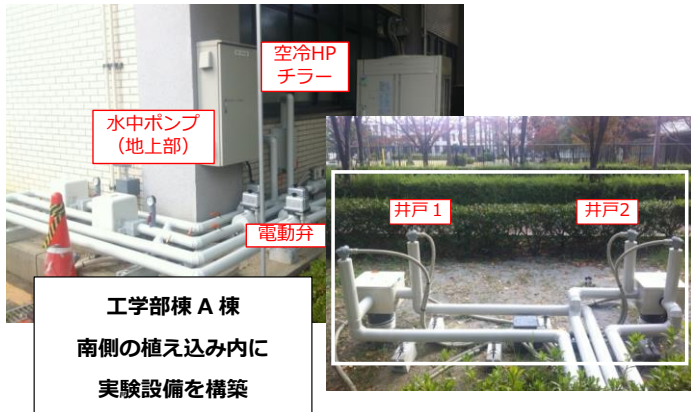 空冷HP
チラー
水中ポンプ
（地上部）
電動弁
井戸１
井戸2
工学部棟 A 棟
南側の植え込み内に
実験設備を構築